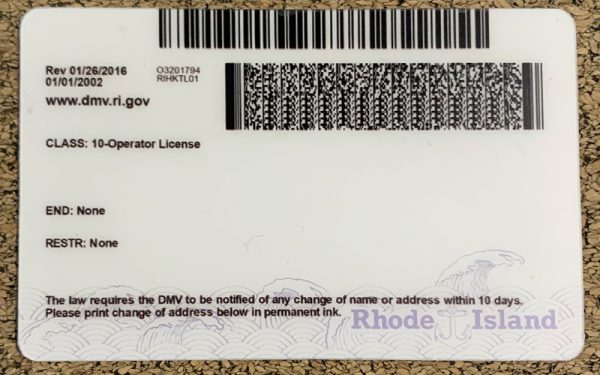 Rev 01/26/2016
O3201794
01/01/2002
RIHKTL01
www.dmv.ri.gov
CLASS: 10-Operator License
END: None
RESTR: None
The law requires the DMV to be notified of any change of name or address within 10 days.
Please print change of address below in permanent ink.
Rhode Island